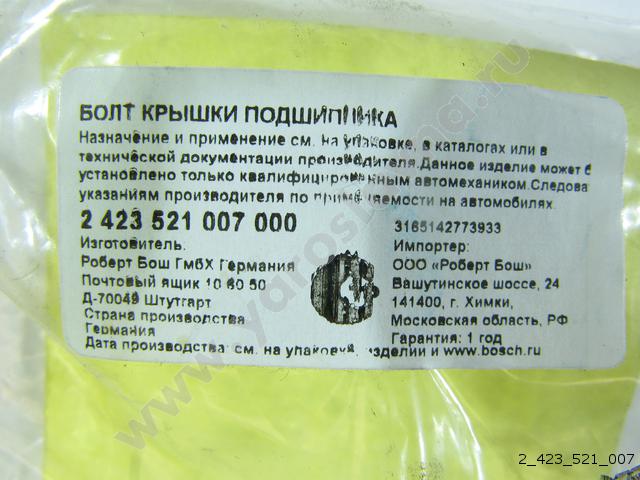 БОЛТ КРЫШКИ ПОДШИПНИКА
Назначение и применение см. на упаковке, в каталогах или в
технической документации производителя.Данное изделие может б
установлено только квалифицированным автомехаником.Следова
указаниям производителя по применяемости на автомобилях.
2 423 521 007 000
3165142773933
Изготовитель:
Роберт Бош ГмбХ Германия
Почтовый ящик 10 60 50
Д-70049 Штутгарт
Страна производства
Германия
Импортер:
ООО «Роберт Бош»
Вашутинское шоссе, 24
141400, г. Химки,
Московская область, РФ
Гарантия: 1 год
Дата производства: см. на упаковке, изделии и www.bosch.ru
2_423_521_007